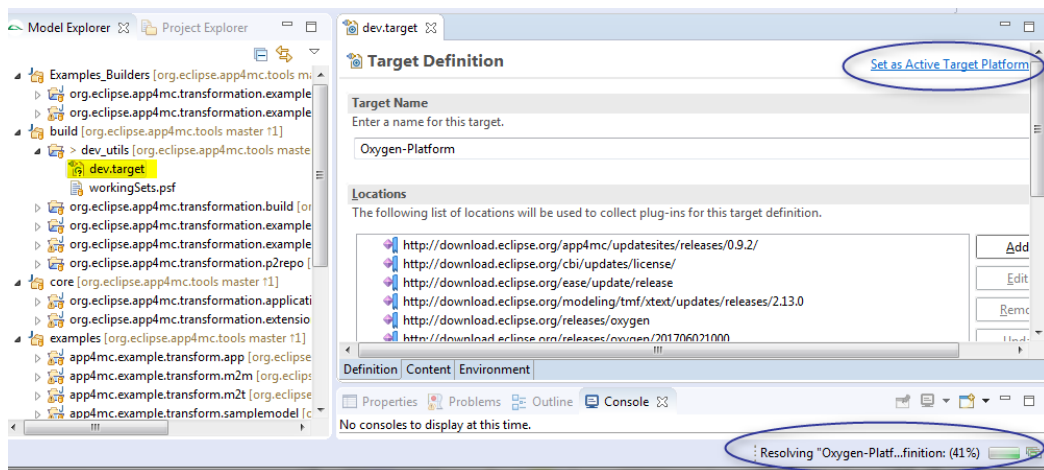 Model Explorer Project Explorer
Examples_Builders [org.eclipse.app4mc.tools ma
org.eclipse.app4mc.transformation.example
org.eclipse.app4mc.transformation.example
build [org.eclipse.app4mc.tools master ↑1]
> dev_utils [org.eclipse.app4mc.tools maste
dev.target
workingSets.psf
org.eclipse.app4mc.transformation.build [or
org.eclipse.app4mc.transformation.example
org.eclipse.app4mc.transformation.example
org.eclipse.app4mc.transformation.p2repo [
core [org.eclipse.app4mc.tools master ↑1]
org.eclipse.app4mc.transformation.applicati
org.eclipse.app4mc.transformation.extensio
examples [org.eclipse.app4mc.tools master ↑1]
app4mc.example.transform.app [org.eclipse
app4mc.example.transform.m2m [org.eclips
app4mc.example.transform.m2t [org.eclipse
app4mc.example.transform.samplemodel [c
dev.target
Target Definition
Set as Active Target Platform
Target Name
Enter a name for this target.
Oxygen-Platform
Locations
The following list of locations will be used to collect plug-ins for this target definition.
http://download.eclipse.org/app4mc/updatesites/releases/0.9.2/
http://download.eclipse.org/cbi/updates/license/
http://download.eclipse.org/ease/update/release
http://download.eclipse.org/modeling/tmf/xtext/updates/releases/2.13.0
http://download.eclipse.org/releases/oxygen
http://download.eclipse.org/releases/oxygen/201706021000
Add
Edit
Remo
Upda
Definition Content Environment
Properties Problems Outline Console
No consoles to display at this time.
Resolving "Oxygen-Platf...finition: (41%)